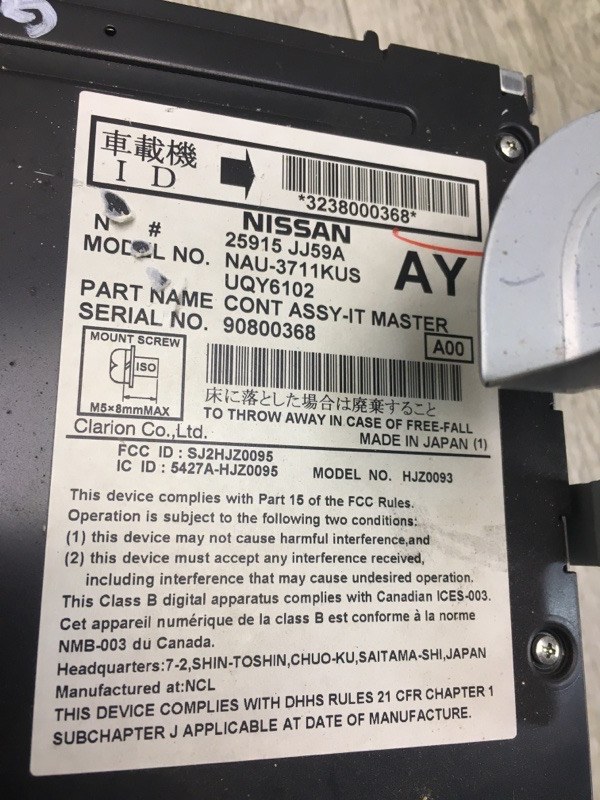 5
車載機
ID
*3238000368*
NISSAN
N #
25915 JJ59A
MODEL NO. NAU-3711KUS
UQY6102
AY
PART NAME CONT ASSY-IT MASTER
SERIAL NO. 90800368
A00
MOUNT SCREW
ISO
M5×8mmMAX
床に落とした場合は廃棄すること
TO THROW AWAY IN CASE OF FREE-FALL
Clarion Co.,Ltd.
MADE IN JAPAN (1)
FCC ID : SJ2HJZ0095
IC ID : 5427A-HJZ0095
MODEL NO. HJZ0093
This device complies with Part 15 of the FCC Rules.
Operation is subject to the following two conditions:
(1) this device may not cause harmful interference,and
(2) this device must accept any interference received,
including interference that may cause undesired operation.
This Class B digital apparatus complies with Canadian ICES-003.
Cet appareil numérique de la class B est conforme à la norme
NMB-003 du Canada.
Headquarters:7-2,SHIN-TOSHIN,CHUO-KU,SAITAMA-SHI,JAPAN
Manufactured at:NCL
THIS DEVICE COMPLIES WITH DHHS RULES 21 CFR CHAPTER 1
SUBCHAPTER J APPLICABLE AT DATE OF MANUFACTURE.